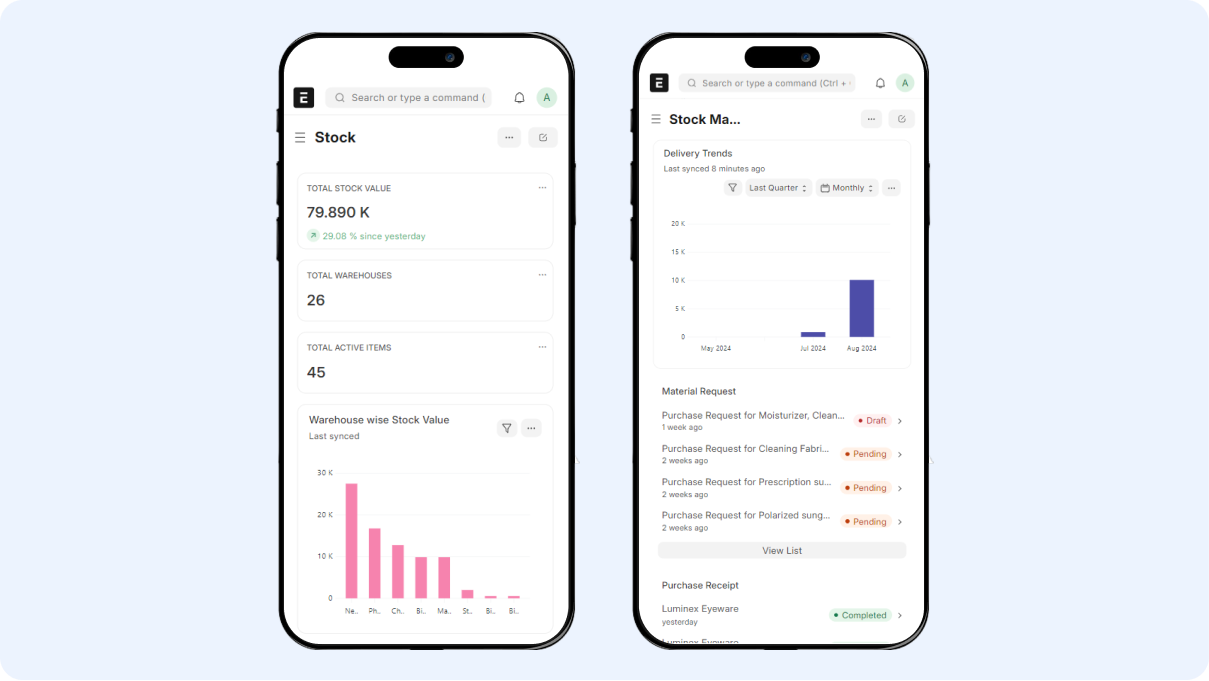 E
Search or type a command (
A
Stock
TOTAL STOCK VALUE
79.890 K
29.08 % since yesterday
TOTAL WAREHOUSES
26
TOTAL ACTIVE ITEMS
45
Warehouse wise Stock Value
Last synced
30 K
20 K
10 K
0
Ne.. Ph.. Ch.. Bi.. Ma.. St.. Bi.. Bi..
E
Search or type a command (Ctrl +
A
Stock Ma...
Delivery Trends
Last synced 8 minutes ago
Last Quarter Monthly
20 K
15 K
10 K
5 K
0
May 2024 Jul 2024 Aug 2024
Material Request
Purchase Request for Moisturizer, Clean... Draft
1 week ago
Purchase Request for Cleaning Fabri... Pending
2 weeks ago
Purchase Request for Prescription su... Pending
2 weeks ago
Purchase Request for Polarized sung... Pending
2 weeks ago
View List
Purchase Receipt
Luminex Eyeware Completed
yesterday
Luminex Eyeware